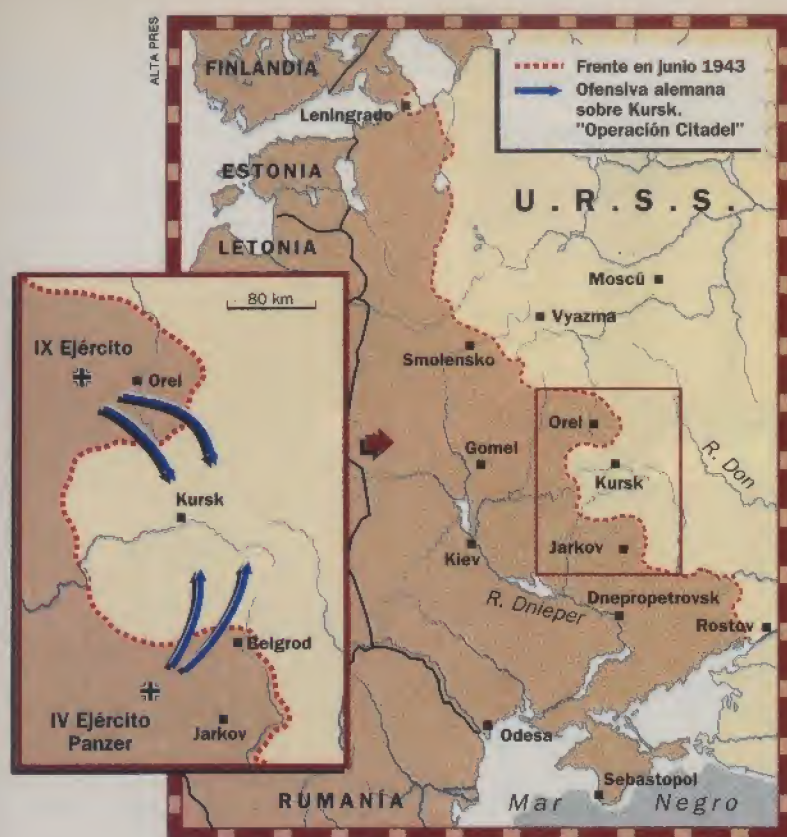 ALTA PRES
FINLANDIA
Frente en junio 1943
Ofensiva alemana
sobre Kursk.
"Operación Citadel"
Leningrado
ESTONIA
U.R.S.S.
LETONIA
Moscú
Vyazma
Smolensko
Orel
Gomel
Kursk
R. Don
Jarkov
Kiev
R. Dnieper
Dnepropetrovsk
Rostov
Odesa
Sebastopol
RUMANÍA
Mar Negro
80 km
IX Ejército
Orel
Kursk
Belgrod
IV Ejército
Panzer
Jarkov